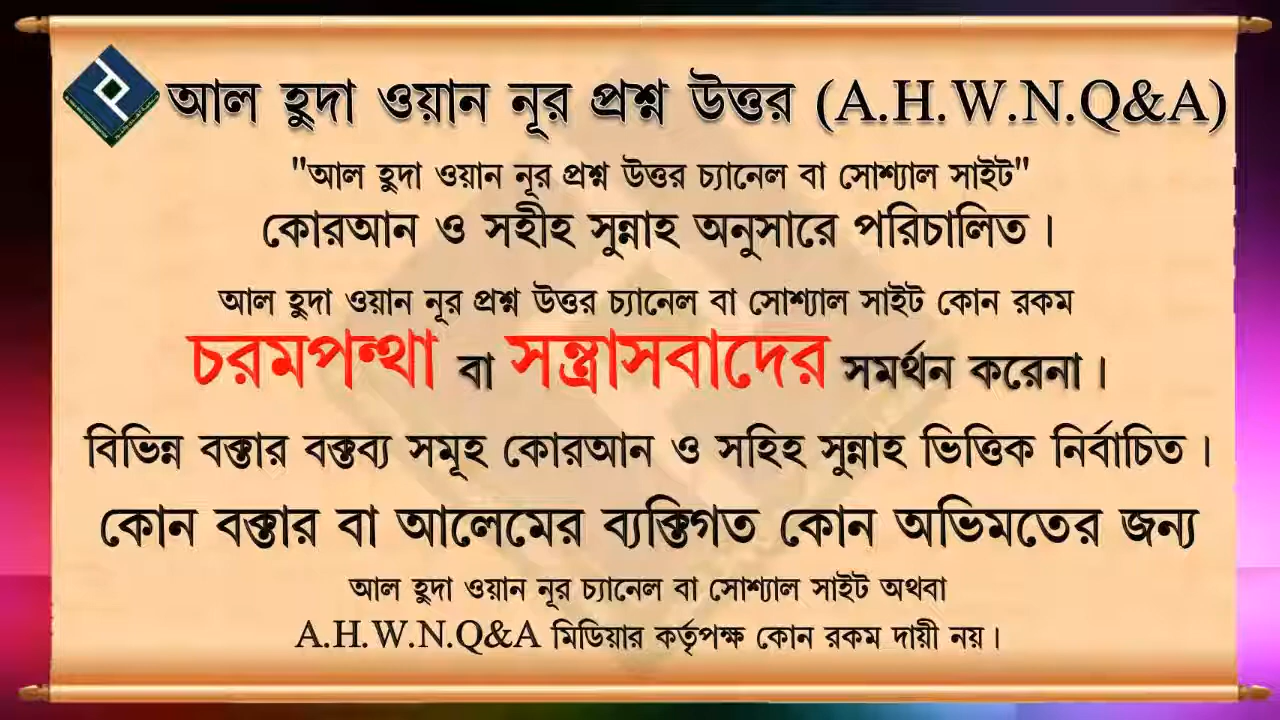 আল হুদা ওয়ান নূর প্রশ্ন উত্তর (A.H.W.N.Q&A)
"আল হুদা ওয়ান নূর প্রশ্ন উত্তর চ্যানেল বা সোশ্যাল সাইট"
কোরআন ও সহীহ সুন্নাহ অনুসারে পরিচালিত।
আল হুদা ওয়ান নূর প্রশ্ন উত্তর চ্যানেল বা সোশ্যাল সাইট কোন রকম
চরমপন্থা বা সন্ত্রাসবাদের সমর্থন করেনা।
বিভিন্ন বক্তার বক্তব্য সমূহ কোরআন ও সহিহ সুন্নাহ ভিত্তিক নির্বাচিত।
কোন বক্তার বা আলেমের ব্যক্তিগত কোন অভিমতের জন্য
আল হুদা ওয়ান নূর চ্যানেল বা সোশ্যাল সাইট অথবা
A.H.W.N.Q&A মিডিয়ার কর্তৃপক্ষ কোন রকম দায়ী নয়।